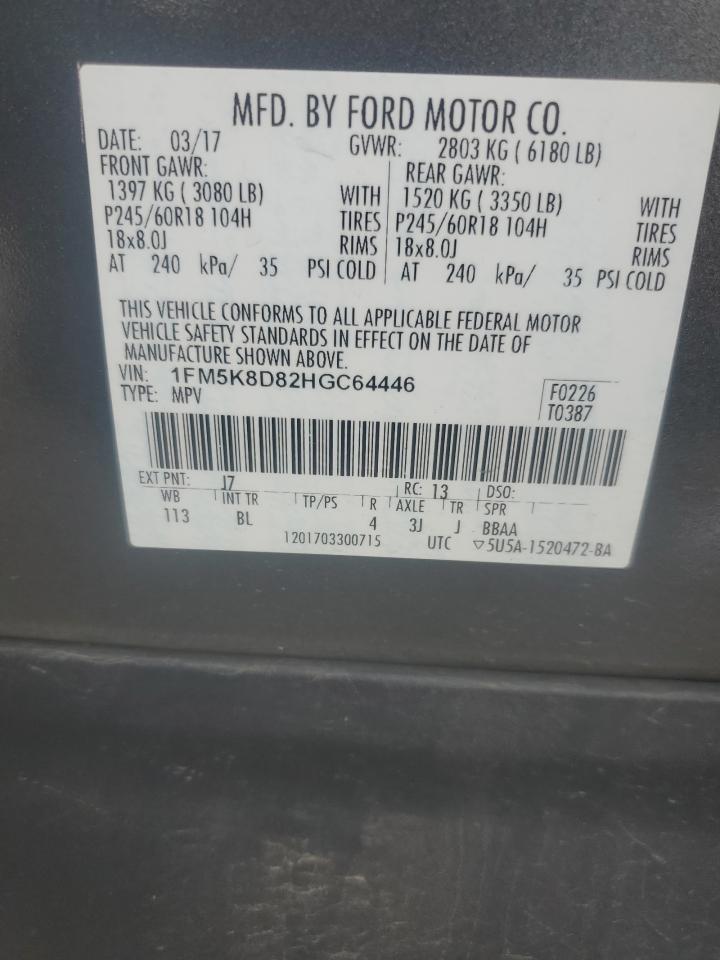 MFD. BY FORD MOTOR CO.
DATE: 03/17 GVWR: 2803 KG ( 6180 LB)
FRONT GAWR: REAR GAWR:
1397 KG ( 3080 LB) WITH 1520 KG ( 3350 LB) WITH
P245/60R18 104H TIRES P245/60R18 104H TIRES
18x8.0J RIMS 18x8.0J RIMS
AT 240 kPa/ 35 PSI COLD AT 240 kPa/ 35 PSI COLD
THIS VEHICLE CONFORMS TO ALL APPLICABLE FEDERAL MOTOR
VEHICLE SAFETY STANDARDS IN EFFECT ON THE DATE OF
MANUFACTURE SHOWN ABOVE.
VIN: 1FM5K8D82HGC64446
TYPE: MPV
F0226
T0387
EXT PNT: J7 RC: 13 DSO:
WB INT TR TP/PS R AXLE TR SPR
113 BL 4 3J J BBAA
1201703300715 UTC ▽5U5A-1520472-BA